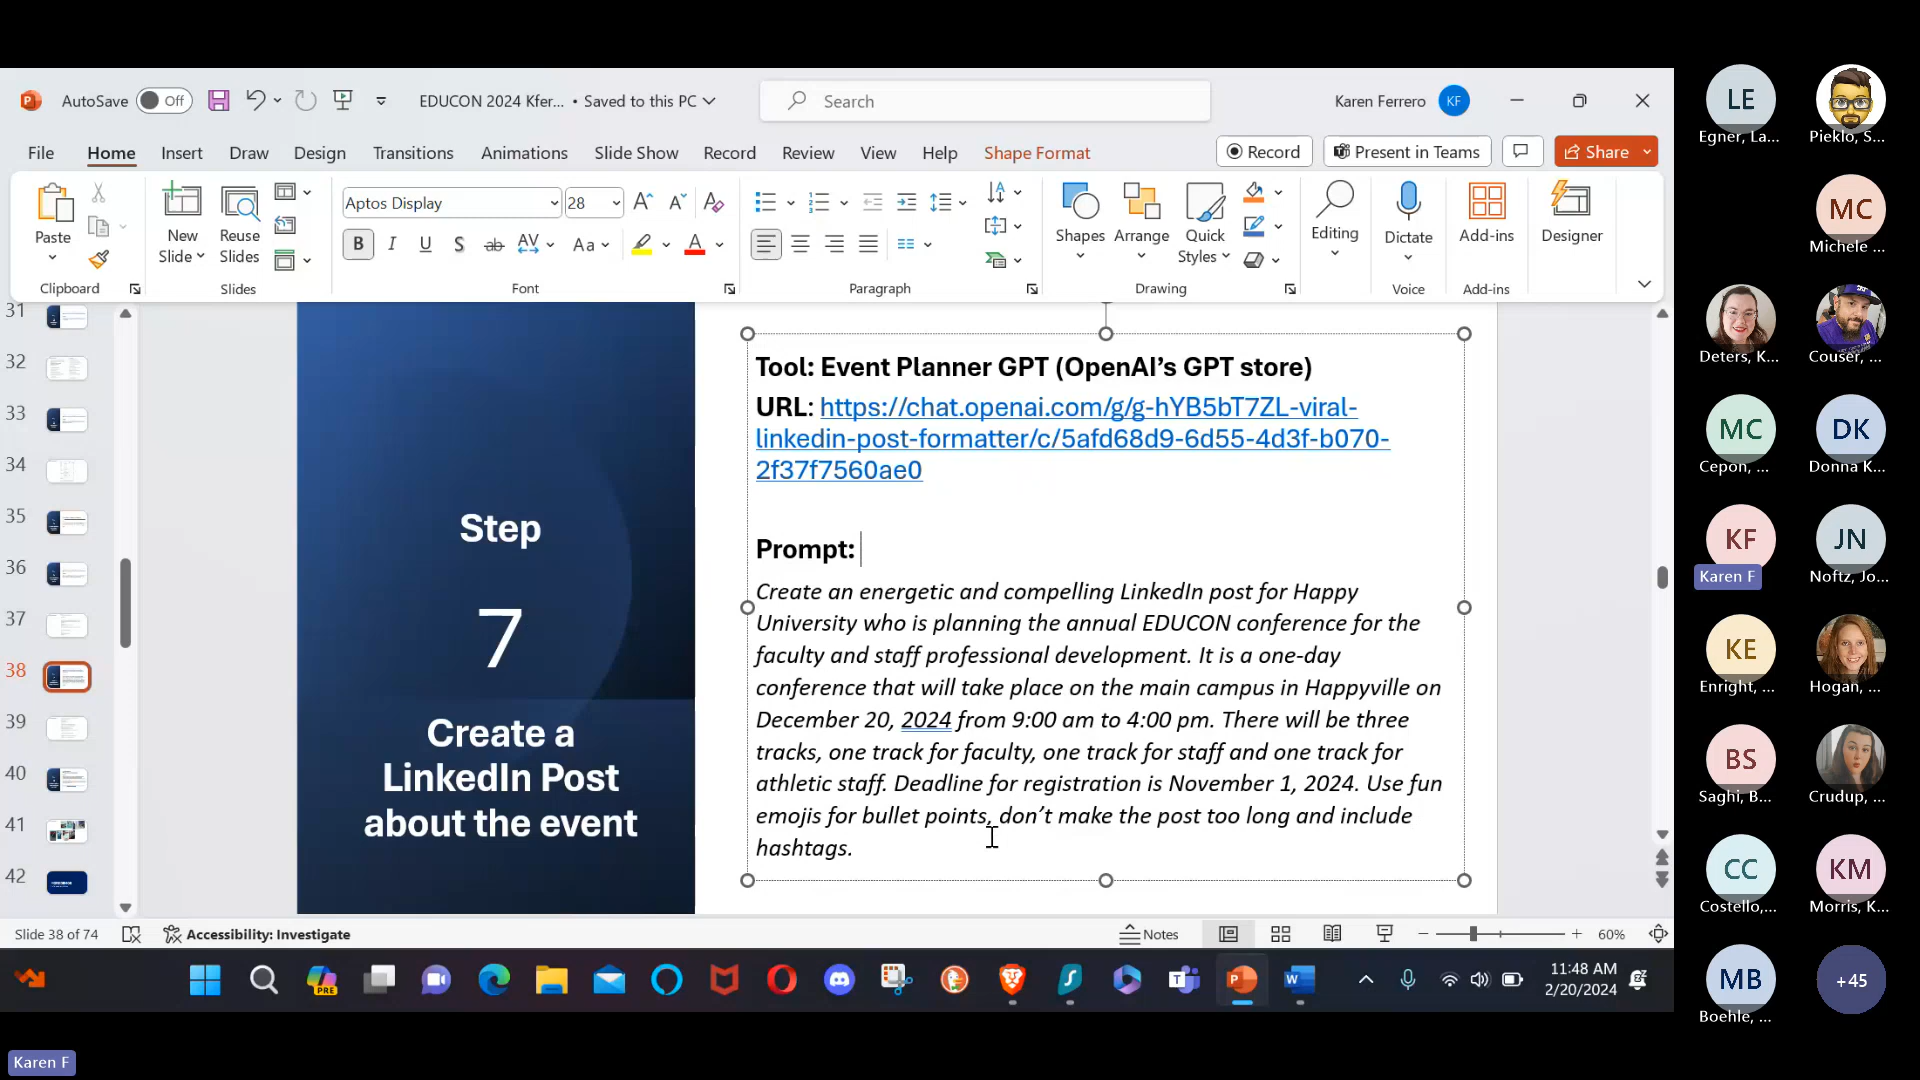 AutoSave Off EDUCON 2024 Kfer... • Saved to this PC Search Karen Ferrero KF
File Home Insert Draw Design Transitions Animations Slide Show Record Review View Help Shape Format Record Present in Teams Share
Aptos Display 28
Paste New Slide Reuse Slides B I U S ab AV Aa A Shapes Arrange Quick Styles Editing Dictate Add-ins Designer
Clipboard Slides Font Paragraph Drawing Voice Add-ins
31
32
33
34
35
36
37
38
39
40
41
42
Step
7
Create a
LinkedIn Post
about the event
Tool: Event Planner GPT (OpenAI’s GPT store)
URL: https://chat.openai.com/g/g-hYB5bT7ZL-viral-
linkedin-post-formatter/c/5afd68d9-6d55-4d3f-b070-
2f37f7560ae0
Prompt:
Create an energetic and compelling LinkedIn post for Happy
University who is planning the annual EDUCON conference for the
faculty and staff professional development. It is a one-day
conference that will take place on the main campus in Happyville on
December 20, 2024 from 9:00 am to 4:00 pm. There will be three
tracks, one track for faculty, one track for staff and one track for
athletic staff. Deadline for registration is November 1, 2024. Use fun
emojis for bullet points, don’t make the post too long and include
hashtags.
Slide 38 of 74 Accessibility: Investigate Notes 60%
PRE
11:48 AM
2/20/2024
LE
Egner, La... Pieklo, S...
MC
Michele ...
Deters, K... Couser, ...
MC DK
Cepon, ... Donna K...
KF JN
Karen F Noftz, Jo...
KE
Enright, ... Hogan, ...
BS
Saghi, B... Crudup, ...
CC KM
Costello,... Morris, K...
MB +45
Boehle, ...
Karen F